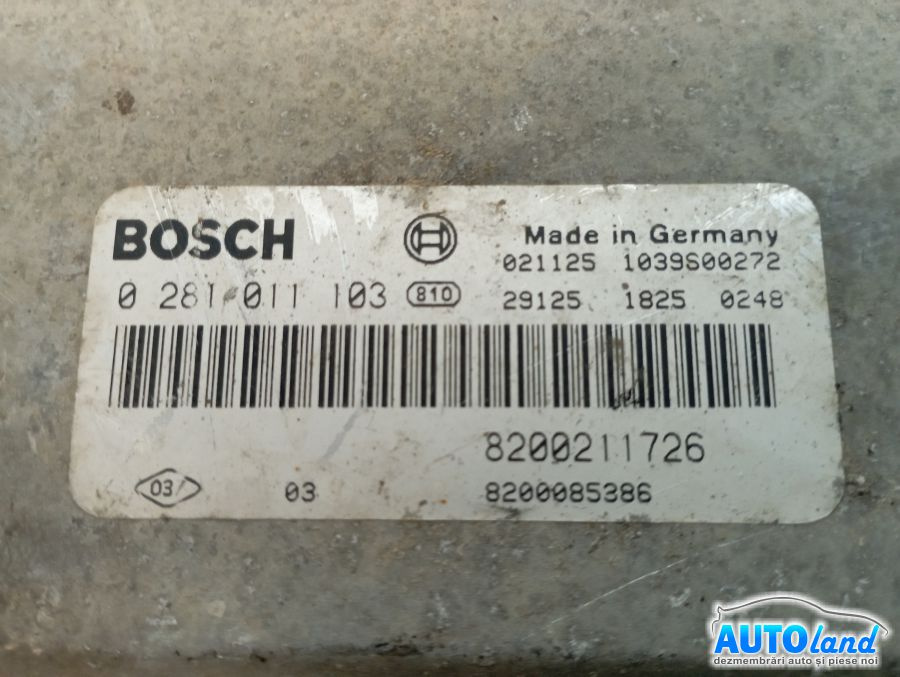 BOSCH
Made in Germany
021125 1039S00272
0 281 011 103 810
29125 1825 0248
8200211726
03 03 8200085386
AUTOland
dezmembrări auto și piese noi